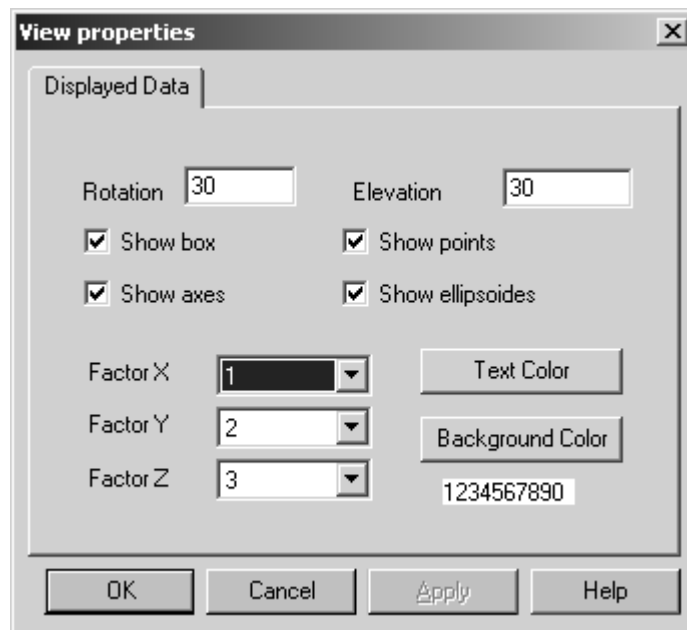 View properties
Displayed Data
Rotation 30 Elevation 30
Show box Show points
Show axes Show ellipsoides
Factor X 1 Text Color
Factor Y 2 Background Color
Factor Z 3 1234567890
OK Cancel Apply Help